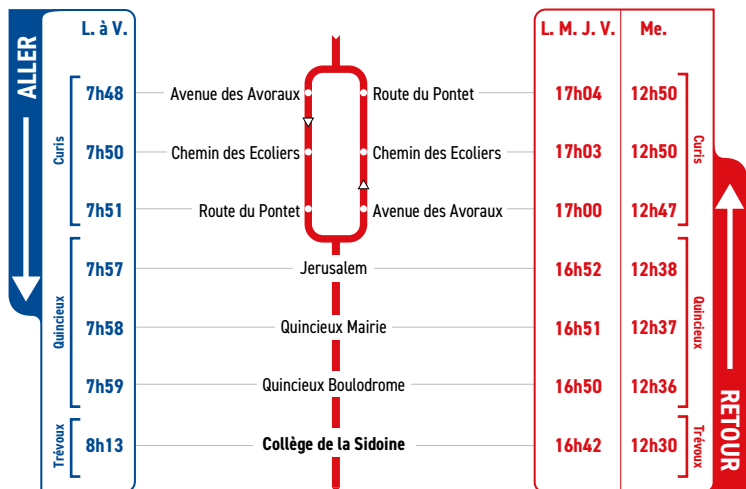 ALLER
L. à V.
L. M. J. V. Me.
Curis
7h48 Avenue des Avoraux Route du Pontet 17h04 12h50
7h50 Chemin des Ecoliers Chemin des Ecoliers 17h03 12h50
7h51 Route du Pontet Avenue des Avoraux 17h00 12h47
Curis
Quincieux
7h57 Jerusalem 16h52 12h38
7h58 Quincieux Mairie 16h51 12h37
7h59 Quincieux Boulodrome 16h50 12h36
Quincieux
Trévoux
8h13 Collège de la Sidoine 16h42 12h30
Trévoux
RETOUR